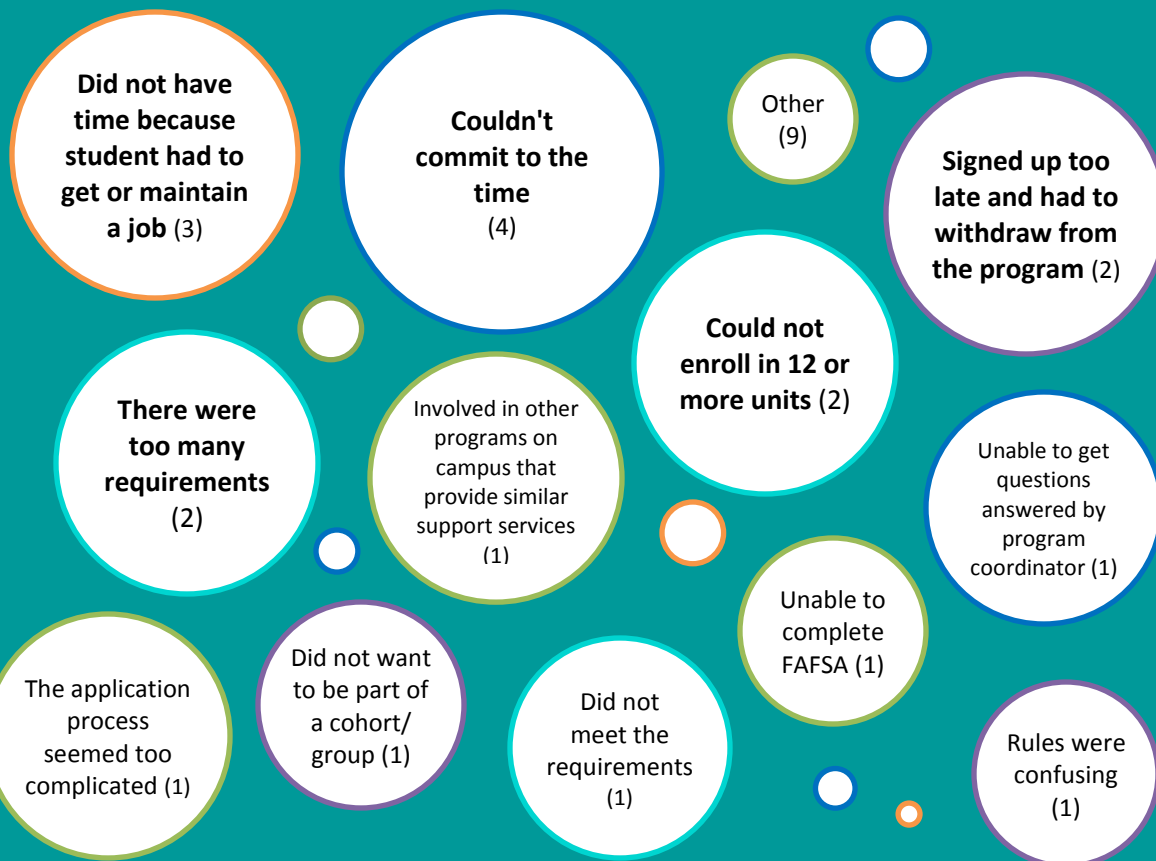 Did not have
time because
student had to
get or maintain
a job (3)
Couldn't
commit to the
time
(4)
Other
(9)
Signed up too
late and had to
withdraw from
the program (2)
There were
too many
requirements
(2)
Involved in other
programs on
campus that
provide similar
support services
(1)
Could not
enroll in 12 or
more units (2)
Unable to get
questions
answered by
program
coordinator (1)
The application
process
seemed too
complicated (1)
Did not want
to be part of
a cohort/
group (1)
Did not
meet the
requirements
(1)
Unable to
complete
FAFSA (1)
Rules were
confusing
(1)